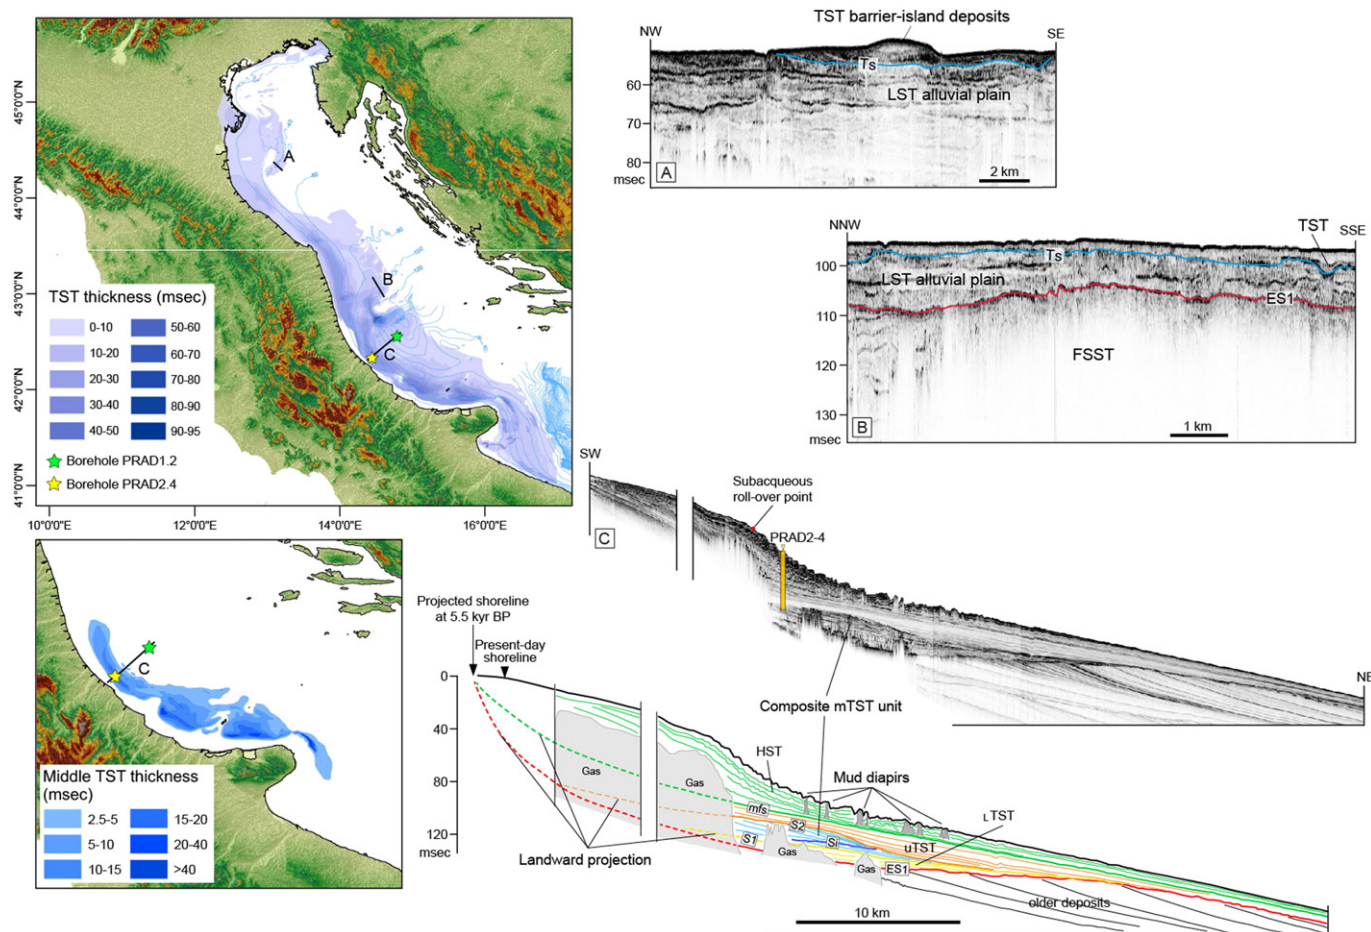 45°0'0"N
44°0'0"N
43°0'0"N
42°0'0"N
41°0'0"N
A
B
C
TST thickness (msec)
0-10
50-60
10-20
60-70
20-30
70-80
30-40
80-90
40-50
90-95
Borehole PRAD1.2
Borehole PRAD2.4
10°0'0"E
12°0'0"E
14°0'0"E
16°0'0"E
C
Middle TST thickness
(msec)
2.5-5
15-20
5-10
20-40
10-15
>40
TST barrier-island deposits
NW
SE
Ts
LST alluvial plain
60
70
80
msec
A
2 km
NNW
TST
SSE
Ts
100
LST alluvial plain
ES1
110
FSST
120
130
msec
B
1 km
SW
Subacqueous
roll-over point
C
PRAD2-4
NE
Projected shoreline
at 5.5 kyr BP
Present-day
shoreline
0
40
80
120
msec
Composite mTST unit
HST
Mud diapirs
LTST
Gas
Gas
mfs
S2
S1
Si
uTST
Gas
Gas
ES1
Landward projection
older deposits
10 km